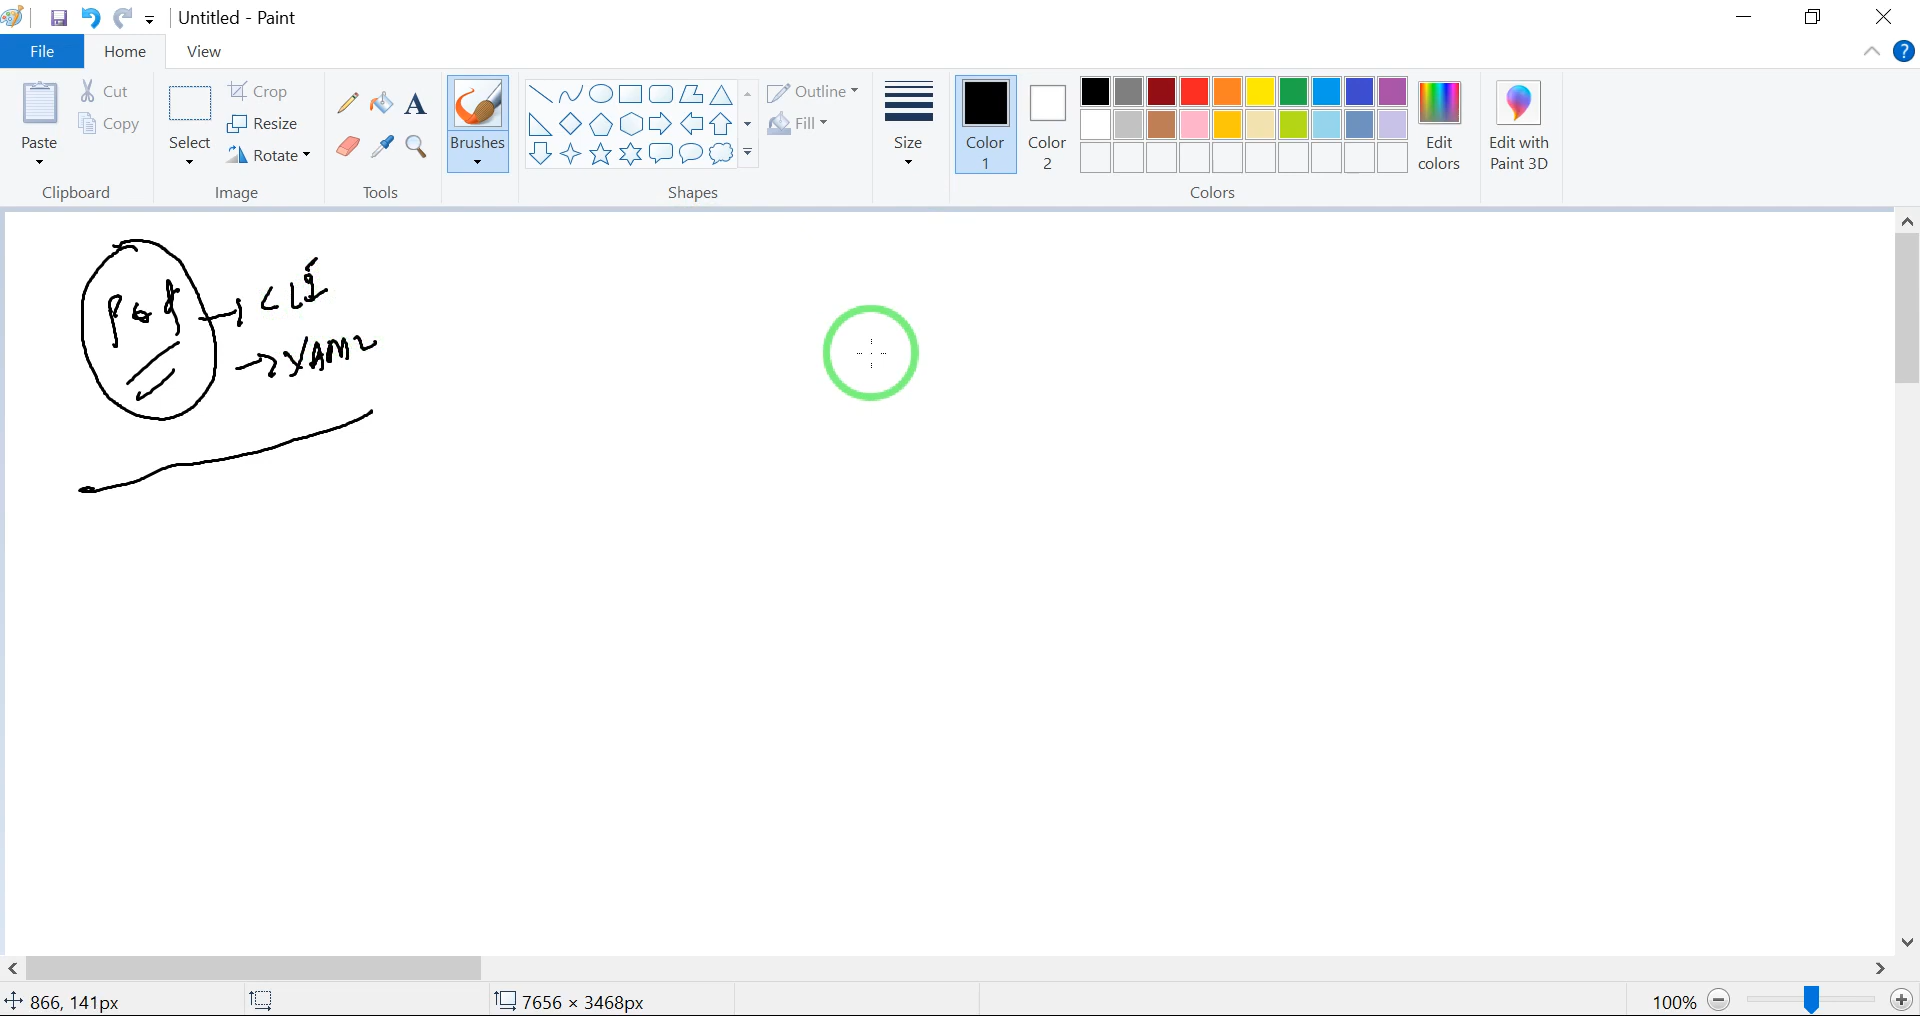 Untitled - Paint
File Home View
Paste
Cut
Copy
Clipboard
Select
Crop
Resize
Rotate
Image
Tools
Brushes
Shapes
Outline
Fill
Size
Color 1
Color 2
Edit colors
Colors
Edit with Paint 3D
?
Pod
CLI
YAML
866, 141px
7656 × 3468px
100%